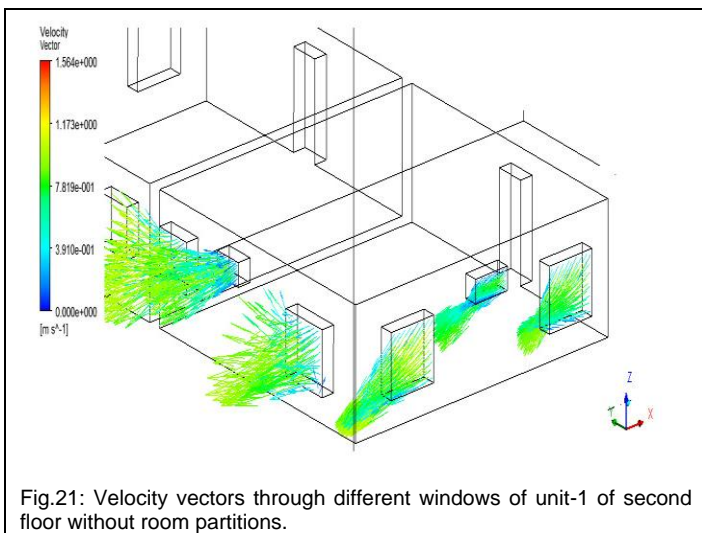 Velocity
Vector
1.564e+000
1.173e+000
7.819e-001
3.910e-001
0.000e+000
[m s^-1]
Z
Y
X
Fig.21: Velocity vectors through different windows of unit-1 of second
floor without room partitions.